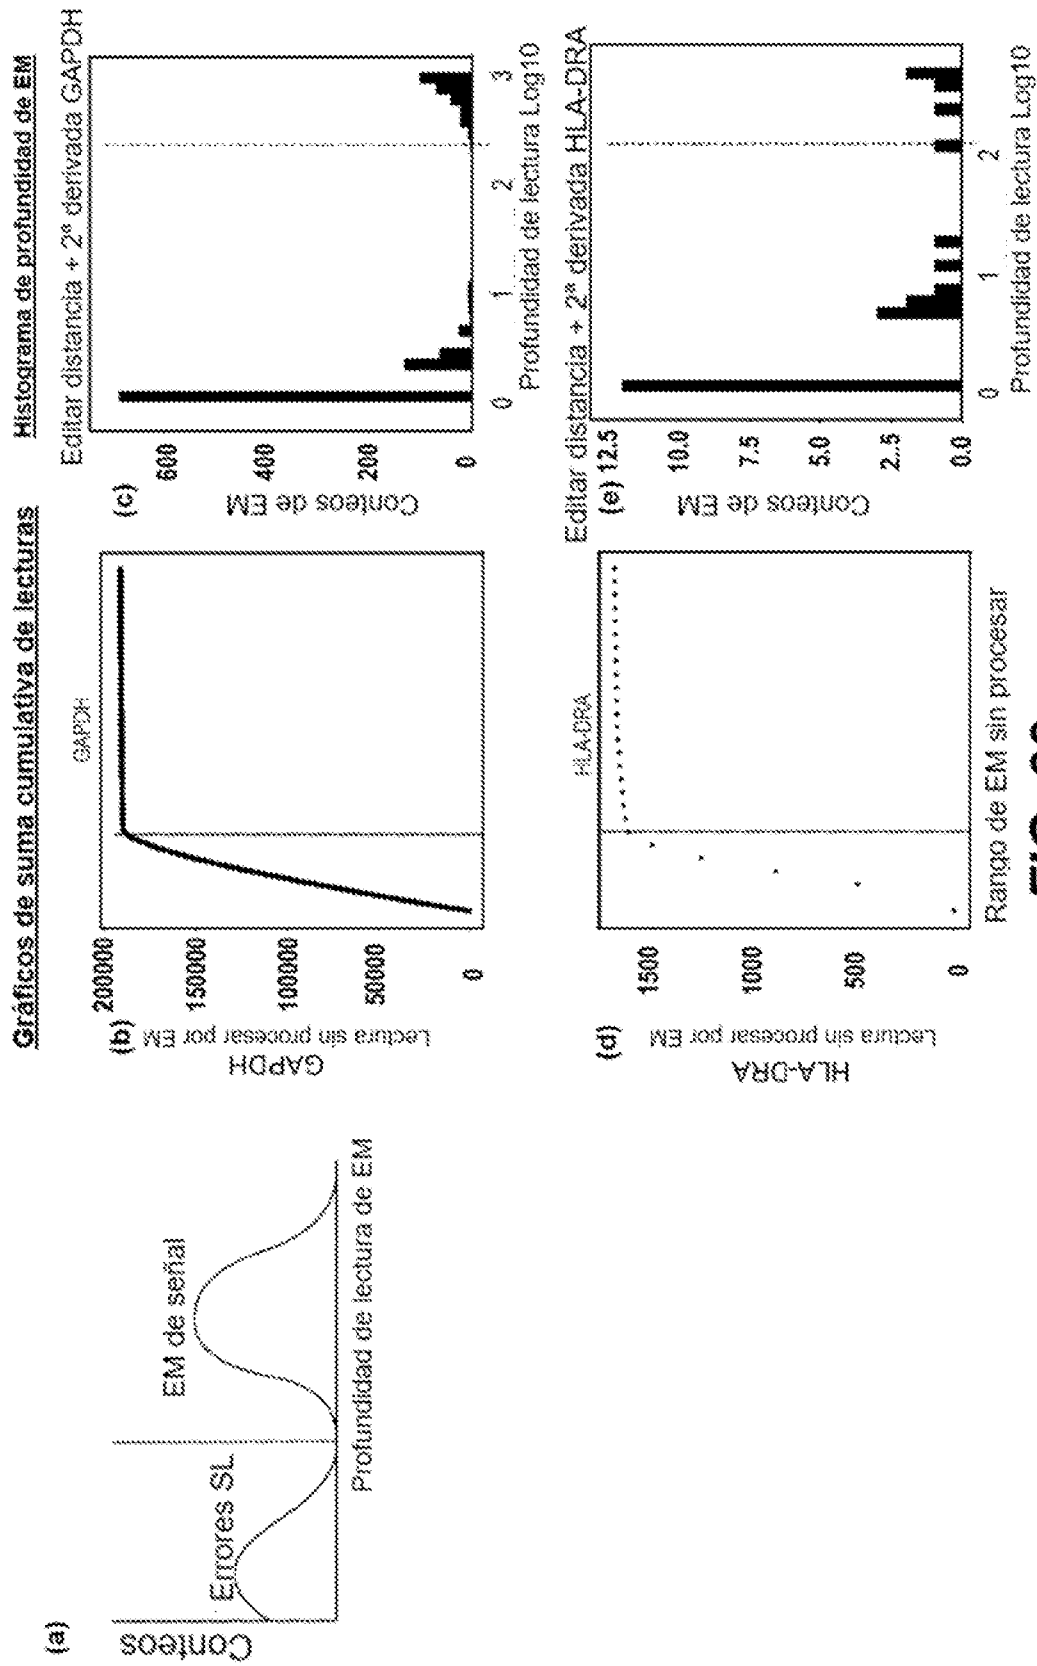 (a)
Conteos
Errores SL
EM de señal
Profundidad de lectura de EM
Gráficos de suma cumulativa de lecturas
GAPDH
(b)
200000
150000
100000
50000
0
Lectura sin procesar por EM
GAPDH
HLA-DRA
(d)
1500
1000
500
0
Lectura sin procesar por EM
HLA-DRA
Rango de EM sin procesar
Histograma de profundidad de EM
Editar distancia + 2ª derivada GAPDH
(c)
600
400
200
0
Conteos de EM
0 1 2 3
Profundidad de lectura Log10
Editar distancia + 2ª derivada HLA-DRA
(e)
12.5
10.0
7.5
5.0
2..5
0.0
Conteos de EM
0 1 2
Profundidad de lectura Log10